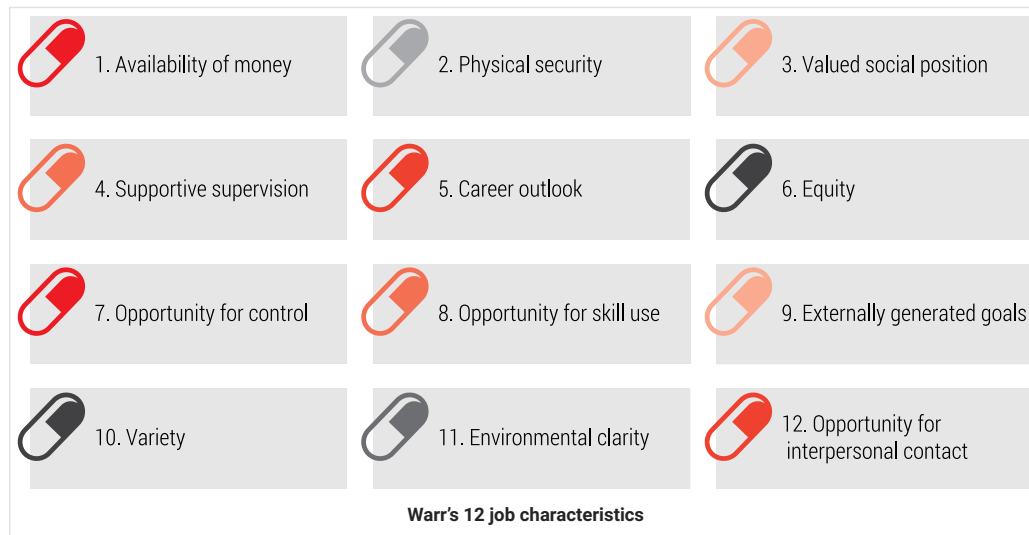 1. Availability of money
2. Physical security
3. Valued social position
4. Supportive supervision
5. Career outlook
6. Equity
7. Opportunity for control
8. Opportunity for skill use
9. Externally generated goals
10. Variety
11. Environmental clarity
12. Opportunity for
interpersonal contact
Warr's 12 job characteristics